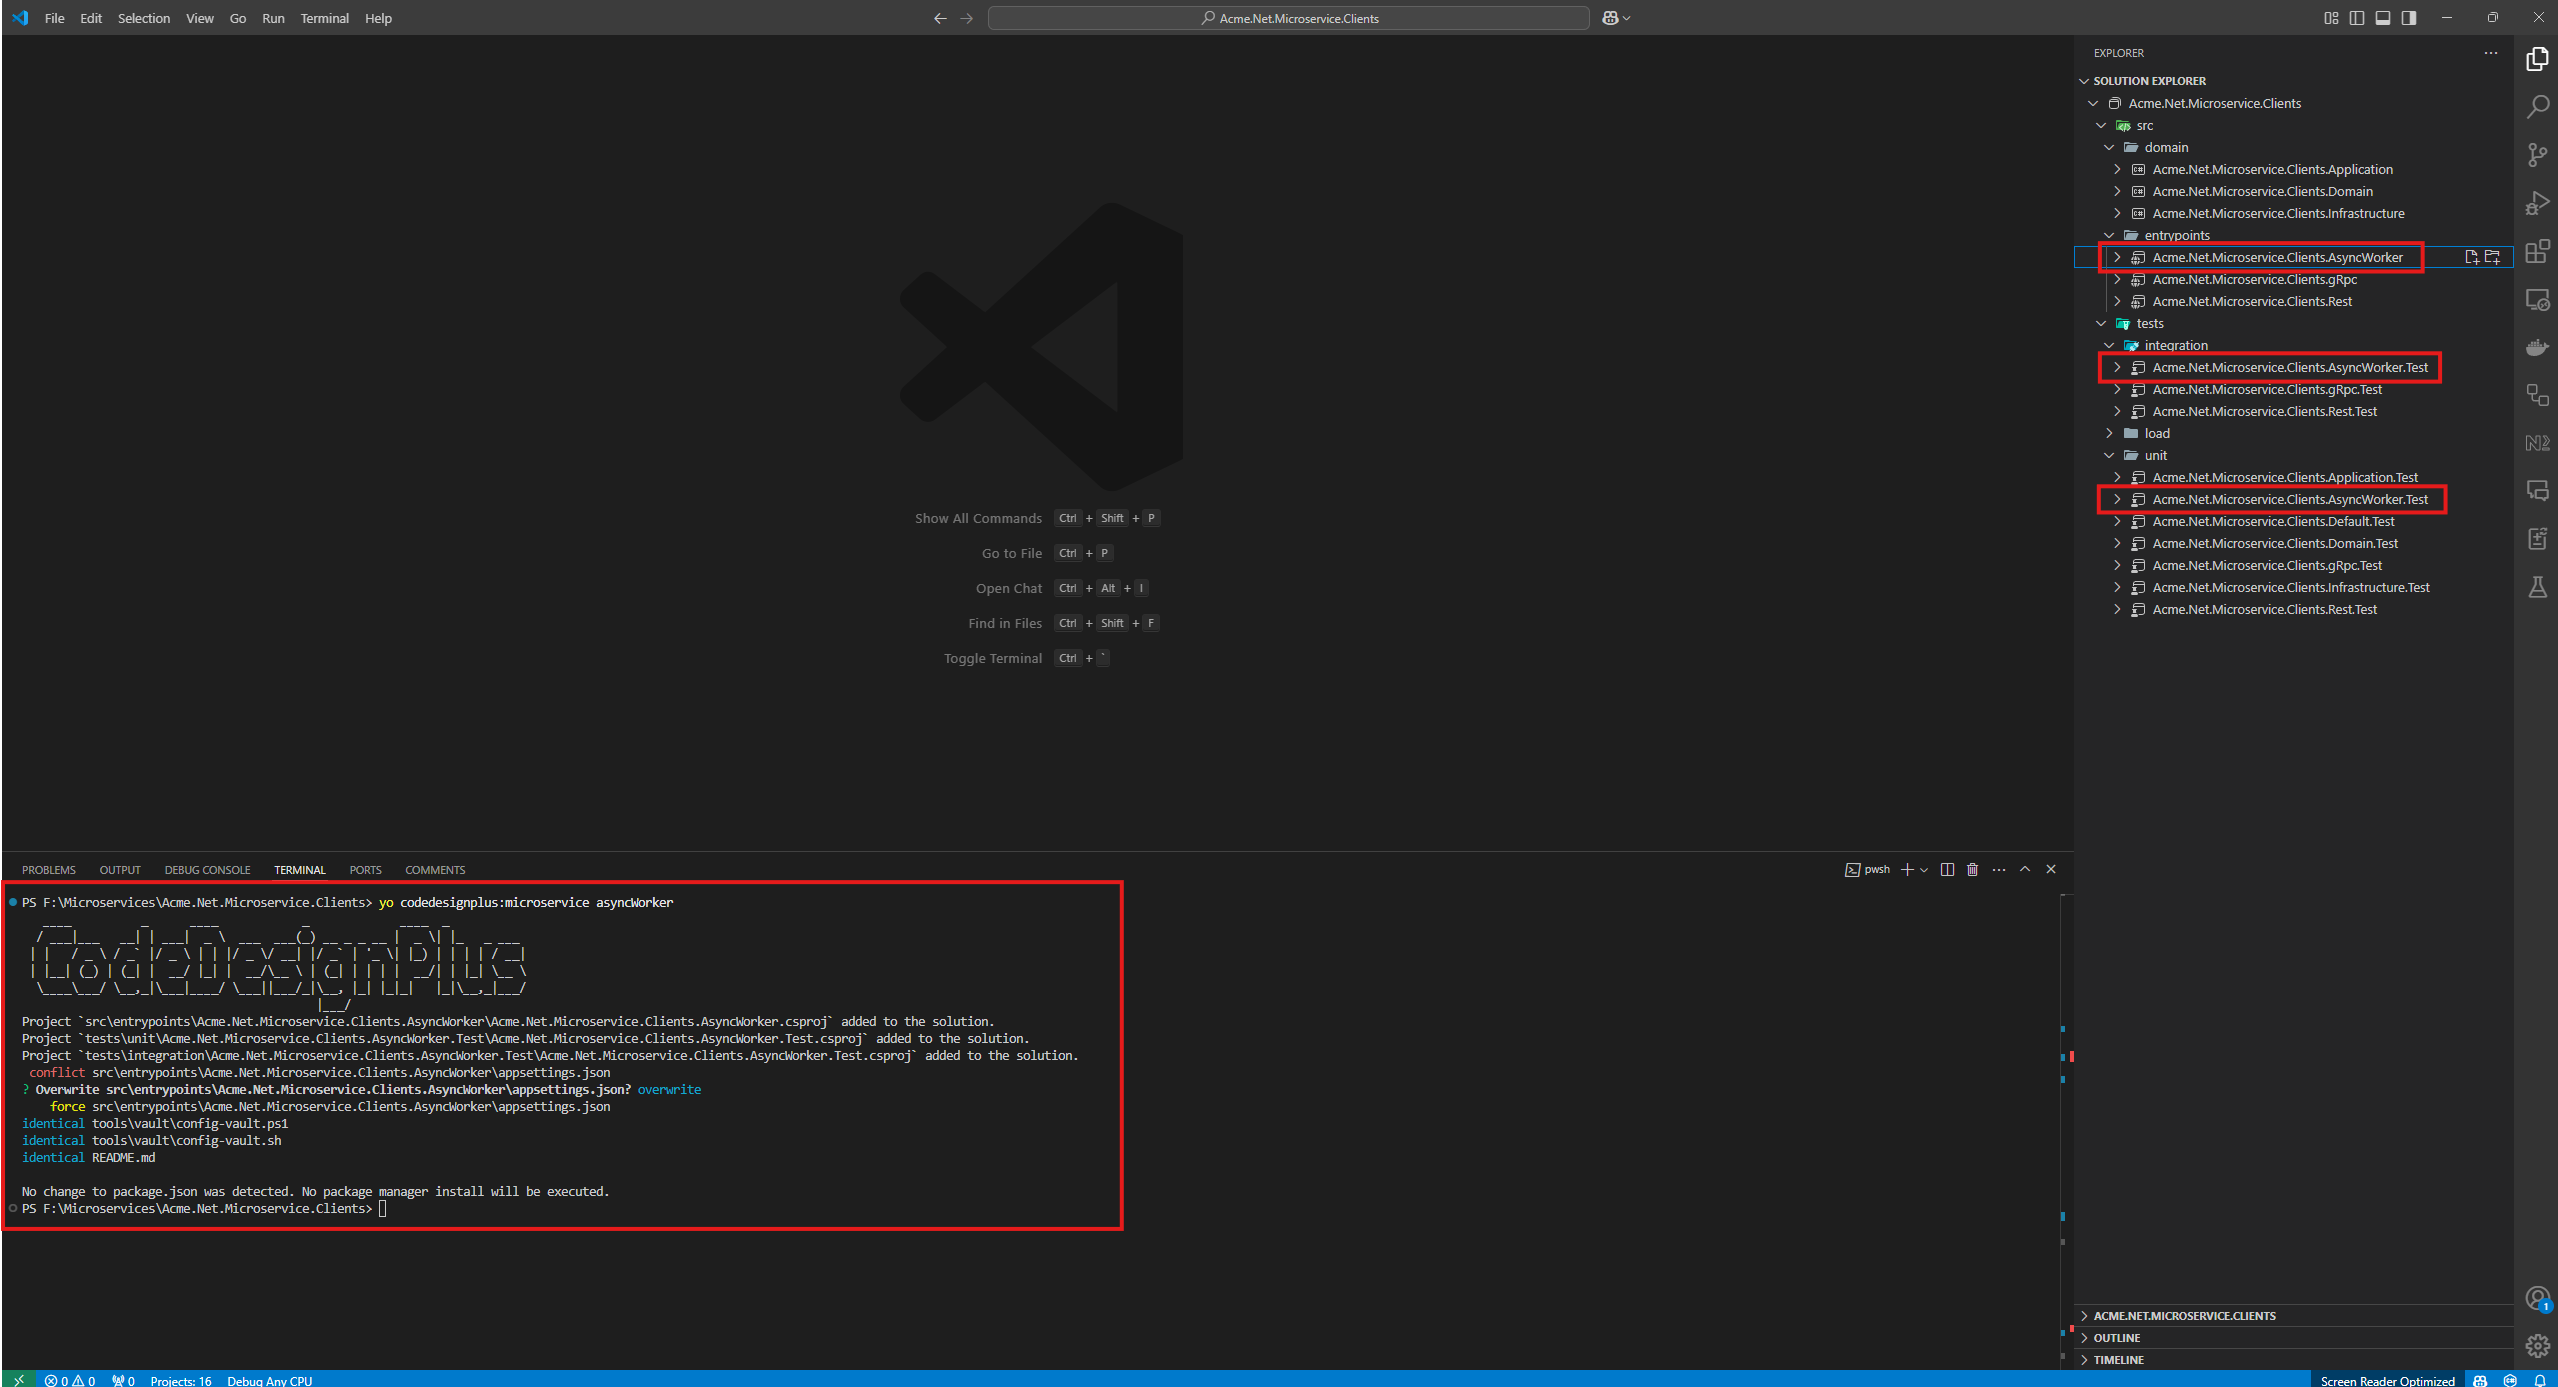 File Edit Selection View Go Run Terminal Help
Acme.Net.Microservice.Clients
EXPLORER
SOLUTION EXPLORER
Acme.Net.Microservice.Clients
src
domain
Acme.Net.Microservice.Clients.Application
Acme.Net.Microservice.Clients.Domain
Acme.Net.Microservice.Clients.Infrastructure
entrypoints
Acme.Net.Microservice.Clients.AsyncWorker
Acme.Net.Microservice.Clients.gRpc
Acme.Net.Microservice.Clients.Rest
tests
integration
Acme.Net.Microservice.Clients.AsyncWorker.Test
Acme.Net.Microservice.Clients.gRpc.Test
Acme.Net.Microservice.Clients.Rest.Test
load
unit
Acme.Net.Microservice.Clients.Application.Test
Acme.Net.Microservice.Clients.AsyncWorker.Test
Acme.Net.Microservice.Clients.Default.Test
Acme.Net.Microservice.Clients.Domain.Test
Acme.Net.Microservice.Clients.gRpc.Test
Acme.Net.Microservice.Clients.Infrastructure.Test
Acme.Net.Microservice.Clients.Rest.Test
Show All Commands Ctrl + Shift + P
Go to File Ctrl + P
Open Chat Ctrl + Alt + I
Find in Files Ctrl + Shift + F
Toggle Terminal Ctrl + `
PROBLEMS OUTPUT DEBUG CONSOLE TERMINAL PORTS COMMENTS
pwsh
PS F:\Microservices\Acme.Net.Microservice.Clients> yo codedesignplus:microservice asyncWorker
CodeDesignPlus
Project `src\entrypoints\Acme.Net.Microservice.Clients.AsyncWorker\Acme.Net.Microservice.Clients.AsyncWorker.csproj` added to the solution.
Project `tests\unit\Acme.Net.Microservice.Clients.AsyncWorker.Test\Acme.Net.Microservice.Clients.AsyncWorker.Test.csproj` added to the solution.
Project `tests\integration\Acme.Net.Microservice.Clients.AsyncWorker.Test\Acme.Net.Microservice.Clients.AsyncWorker.Test.csproj` added to the solution.
conflict src\entrypoints\Acme.Net.Microservice.Clients.AsyncWorker\appsettings.json
? Overwrite src\entrypoints\Acme.Net.Microservice.Clients.AsyncWorker\appsettings.json? overwrite
force src\entrypoints\Acme.Net.Microservice.Clients.AsyncWorker\appsettings.json
identical tools\vault\config-vault.ps1
identical tools\vault\config-vault.sh
identical README.md
No change to package.json was detected. No package manager install will be executed.
PS F:\Microservices\Acme.Net.Microservice.Clients>
ACME.NET.MICROSERVICE.CLIENTS
OUTLINE
TIMELINE
1
0 0 0 Projects: 16 Debug Any CPU
Screen Reader Optimized